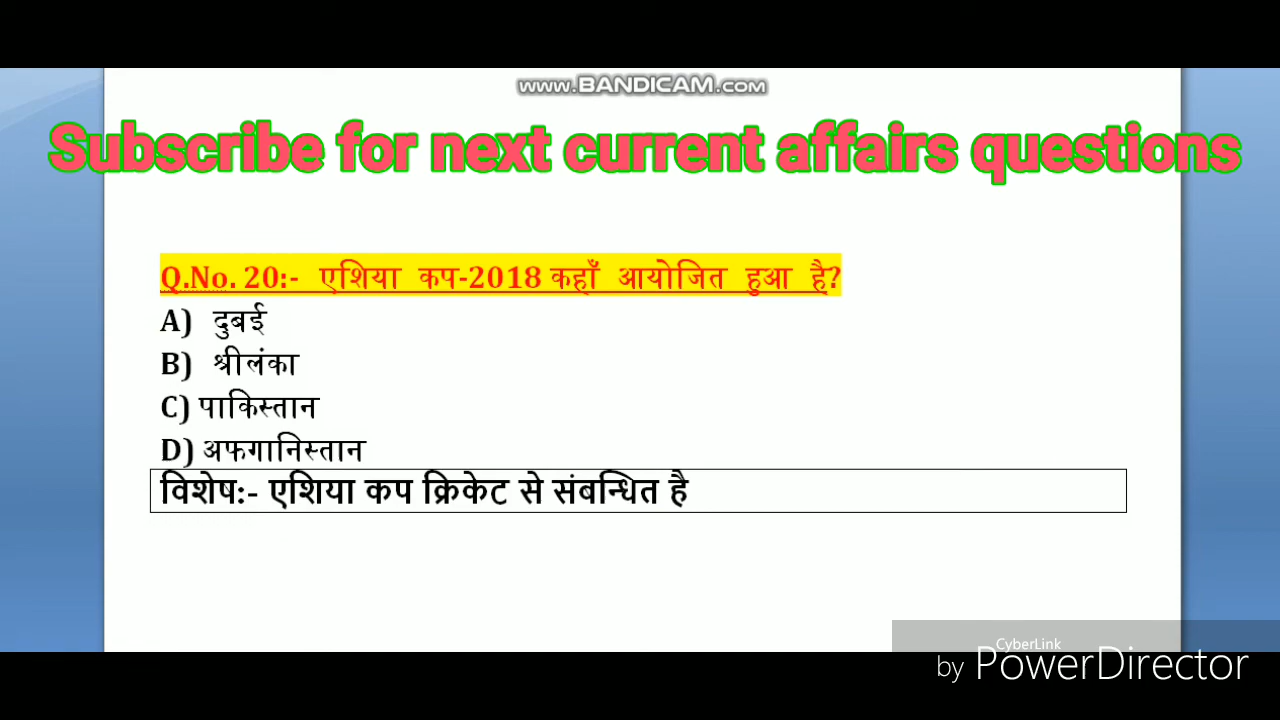 www.BANDICAM.com
Subscribe for next current affairs questions
Q.No. 20:- एशिया कप-2018 कहाँ आयोजित हुआ है?
A) दुबई
B) श्रीलंका
C) पाकिस्तान
D) अफगानिस्तान
विशेष:- एशिया कप क्रिकेट से संबन्धित है
CyberLink
by PowerDirector